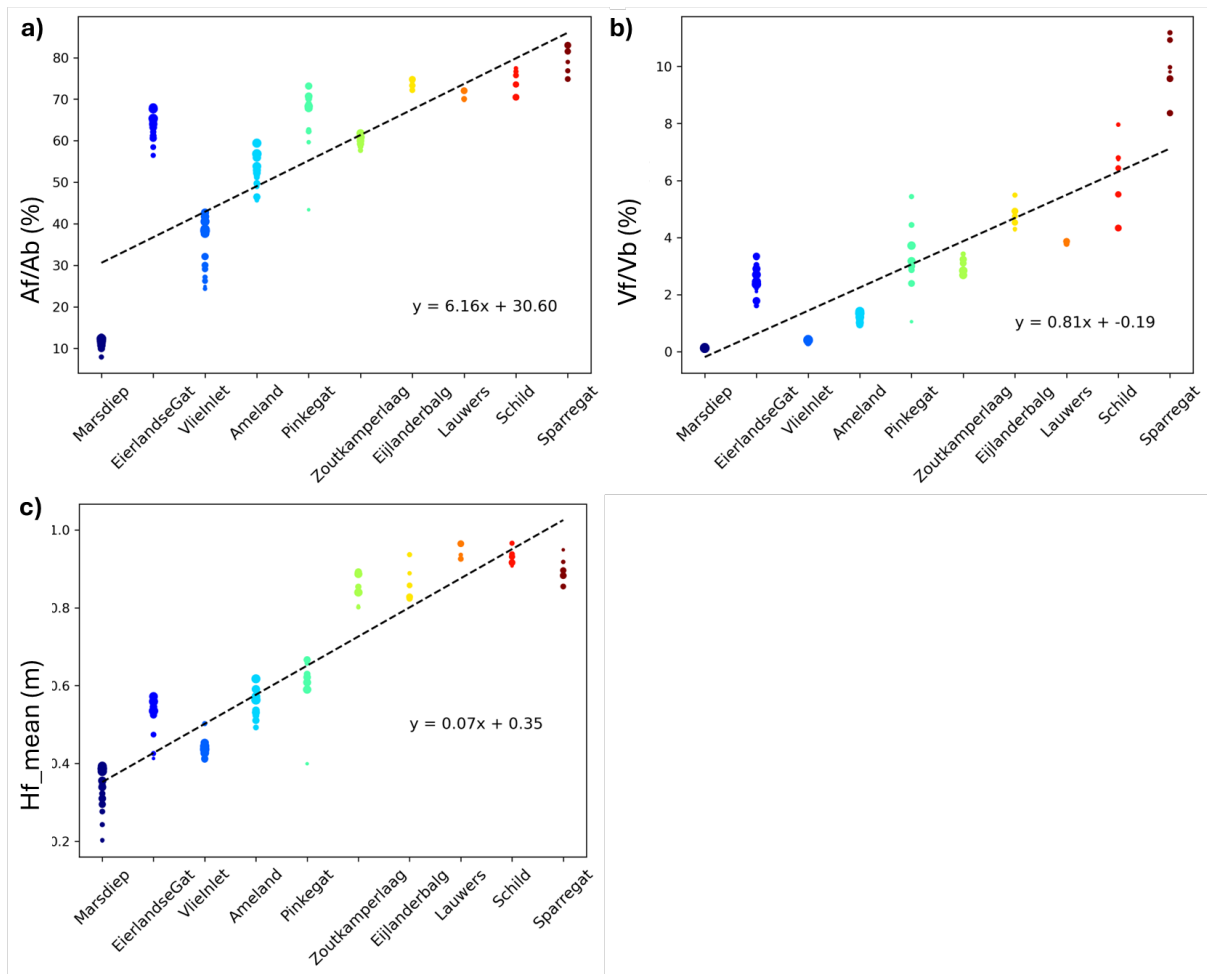 a)
Af/Ab (%)
80
70
60
50
40
30
20
10
y = 6.16x + 30.60
Marsdiep
EierlandseGat
VlieInlet
Ameland
Pinkegat
Zoutkamperlaag
Eijlanderbalg
Lauwers
Schild
Sparregat
b)
Vf/Vb (%)
10
8
6
4
2
0
y = 0.81x + -0.19
Marsdiep
EierlandseGat
VlieInlet
Ameland
Pinkegat
Zoutkamperlaag
Eijlanderbalg
Lauwers
Schild
Sparregat
c)
Hf_mean (m)
1.0
0.8
0.6
0.4
0.2
y = 0.07x + 0.35
Marsdiep
EierlandseGat
VlieInlet
Ameland
Pinkegat
Zoutkamperlaag
Eijlanderbalg
Lauwers
Schild
Sparregat